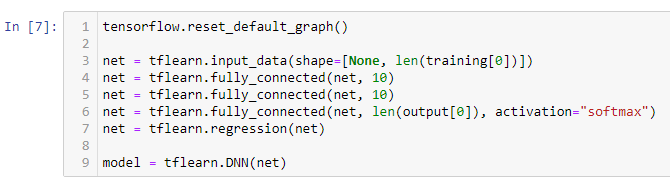 In [7]:
1 tensorflow.reset_default_graph()
2
3 net = tflearn.input_data(shape=[None, len(training[0])])
4 net = tflearn.fully_connected(net, 10)
5 net = tflearn.fully_connected(net, 10)
6 net = tflearn.fully_connected(net, len(output[0]), activation="softmax")
7 net = tflearn.regression(net)
8
9 model = tflearn.DNN(net)